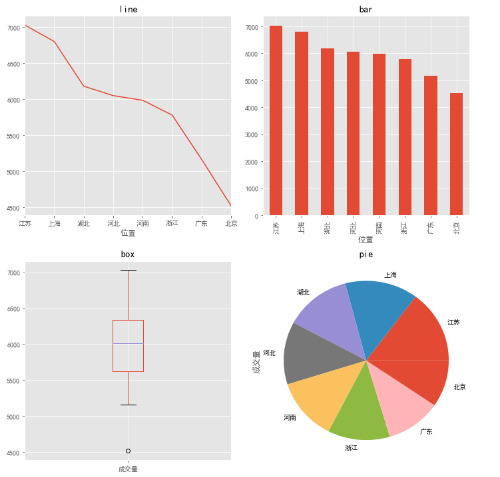 line
7000
6500
6000
5500
5000
4500
江苏 上海 湖北 河北 河南 浙江 广东 北京
位置
bar
7000
6000
5000
4000
3000
2000
1000
0
江苏 上海 湖北 河北 河南 浙江 广东 北京
位置
box
7000
6500
6000
5500
5000
4500
成交量
pie
成交量
江苏
上海
湖北
河北
河南
浙江
广东
北京